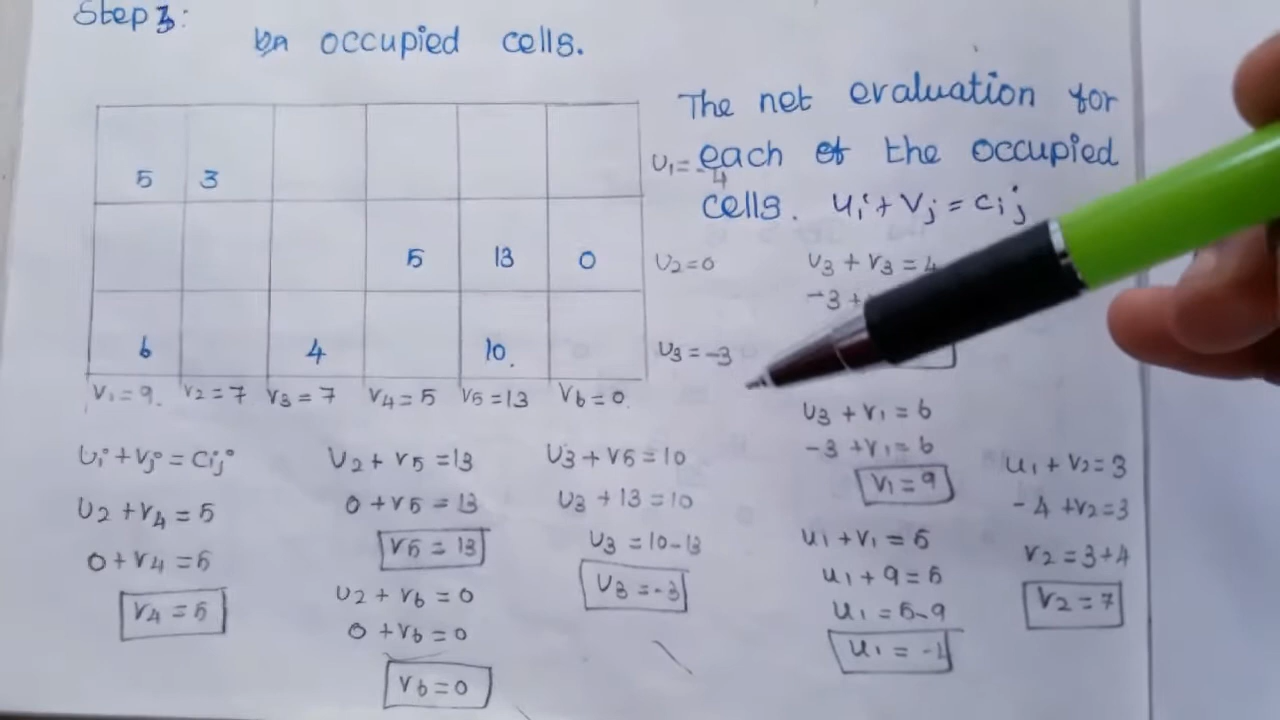 Step 3:
on occupied cells.
The net evaluation for
each of the occupied
cells. Ui + Vj = Cij
5 3
U1 = -4
5 13 0
U2 = 0
6 4 10.
U3 = -3
V1 = 9. V2 = 7 V3 = 7 V4 = 5 V5 = 13 V6 = 0
U3 + V3 = 4
-3 +
Ui + Vj = Cij
U2 + V4 = 5
0 + V4 = 5
V4 = 5
U2 + V5 = 13
0 + V5 = 13
V5 = 13
U2 + V6 = 0
0 + V6 = 0
V6 = 0
U3 + V5 = 10
U3 + 13 = 10
U3 = 10-13
U3 = -3
U3 + V1 = 6
-3 + V1 = 6
V1 = 9
U1 + V1 = 5
U1 + 9 = 5
U1 = 5-9
U1 = -4
U1 + V2 = 3
-4 + V2 = 3
V2 = 3+4
V2 = 7